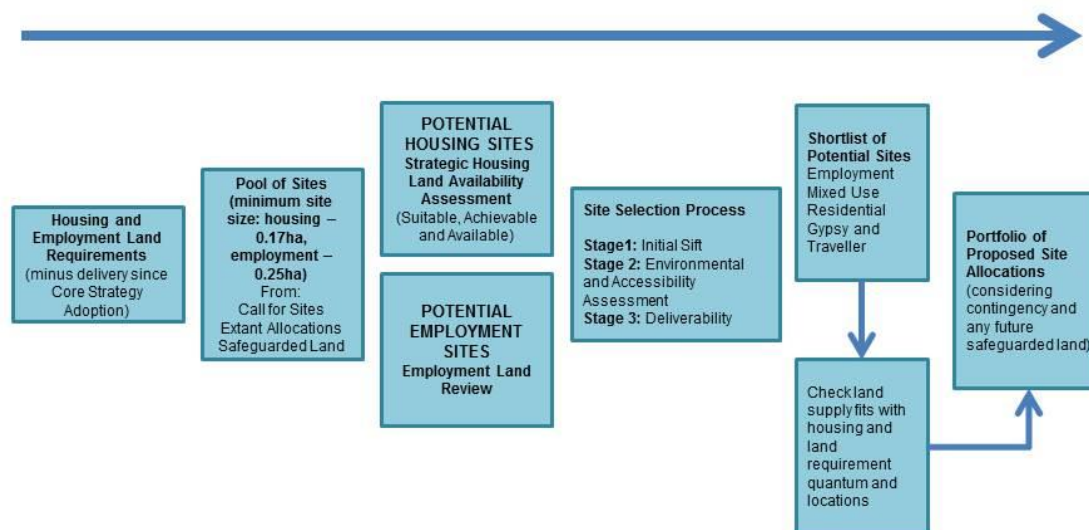 Housing and
Employment Land
Requirements
(minus delivery since
Core Strategy
Adoption)
Pool of Sites
(minimum site
size: housing –
0.17ha,
employment –
0.25ha)
From:
Call for Sites
Extant Allocations
Safeguarded Land
POTENTIAL
HOUSING SITES
Strategic Housing
Land Availability
Assessment
(Suitable, Achievable
and Available)
POTENTIAL
EMPLOYMENT
SITES
Employment Land
Review
Site Selection Process
Stage1: Initial Sift
Stage 2: Environmental
and Accessibility
Assessment
Stage 3: Deliverability
Shortlist of
Potential Sites
Employment
Mixed Use
Residential
Gypsy and
Traveller
Check land
supply fits with
housing and
land
requirement
quantum and
locations
Portfolio of
Proposed Site
Allocations
(considering
contingency and
any future
safeguarded land)